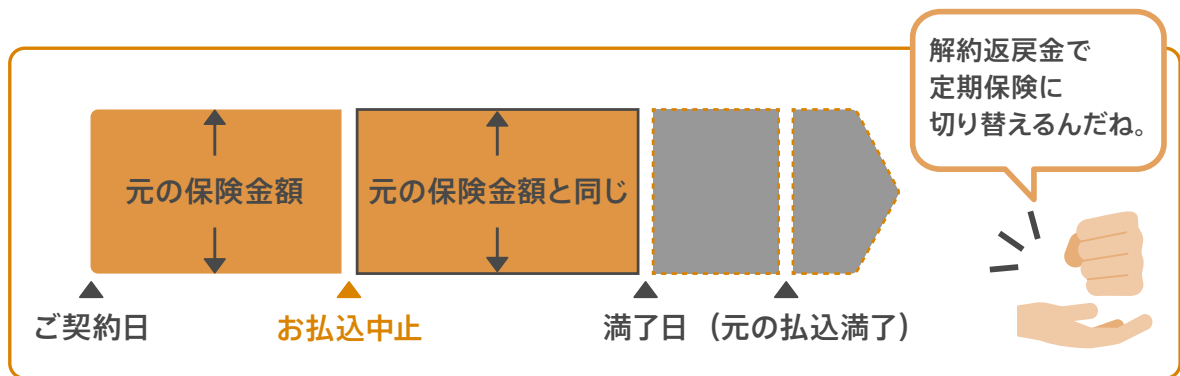 解約返戻金で
定期保険に
切り替えるんだね。
元の保険金額
元の保険金額と同じ
ご契約日
お払込中止
満了日
（元の払込満了）